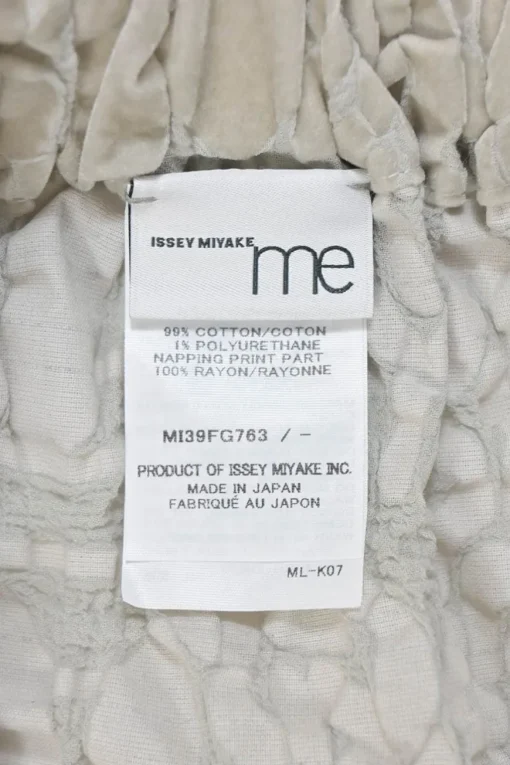 ISSEY MIYAKE me
99% COTTON/COTON
1% POLYURETHANE
NAPPING PRINT PART
100% RAYON/RAYONNE
MI39FG763 / -
PRODUCT OF ISSEY MIYAKE INC.
MADE IN JAPAN
FABRIQUÉ AU JAPON
ML-K07